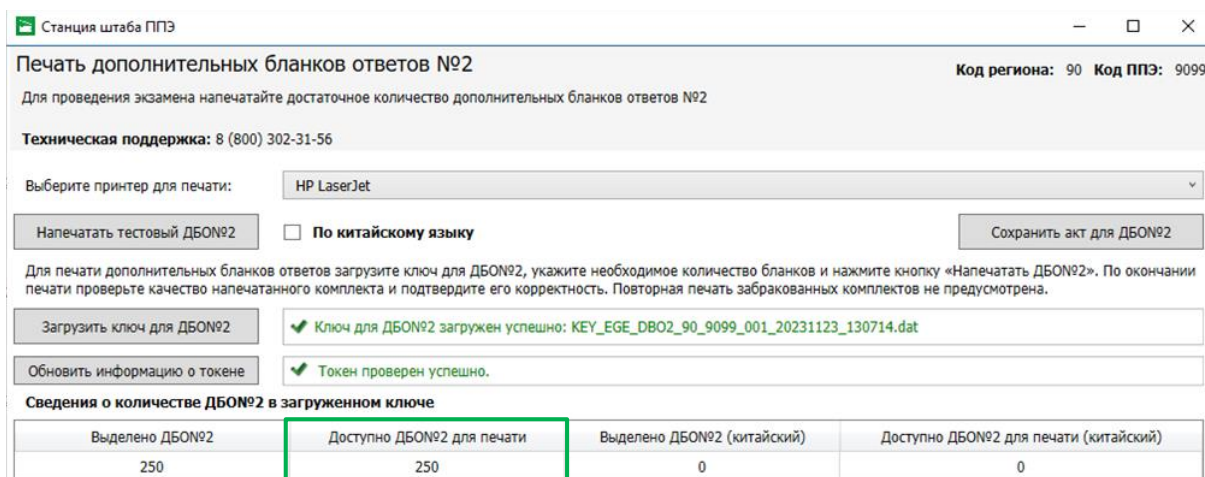 Станция штаба ППЭ
Печать дополнительных бланков ответов №2
Код региона: 90 Код ППЭ: 9099
Для проведения экзамена напечатайте достаточное количество дополнительных бланков ответов №2
Техническая поддержка: 8 (800) 302-31-56
Выберите принтер для печати: HP LaserJet
Напечатать тестовый ДБО№2 По китайскому языку Сохранить акт для ДБО№2
Для печати дополнительных бланков ответов загрузите ключ для ДБО№2, укажите необходимое количество бланков и нажмите кнопку «Напечатать ДБО№2». По окончании
печати проверьте качество напечатанного комплекта и подтвердите его корректность. Повторная печать забракованных комплектов не предусмотрена.
Загрузить ключ для ДБО№2 Ключ для ДБО№2 загружен успешно: KEY_EGE_DBO2_90_9099_001_20231123_130714.dat
Обновить информацию о токене Токен проверен успешно.
Сведения о количестве ДБО№2 в загруженном ключе
Выделено ДБО№2 Доступно ДБО№2 для печати Выделено ДБО№2 (китайский) Доступно ДБО№2 для печати (китайский)
250 250 0 0